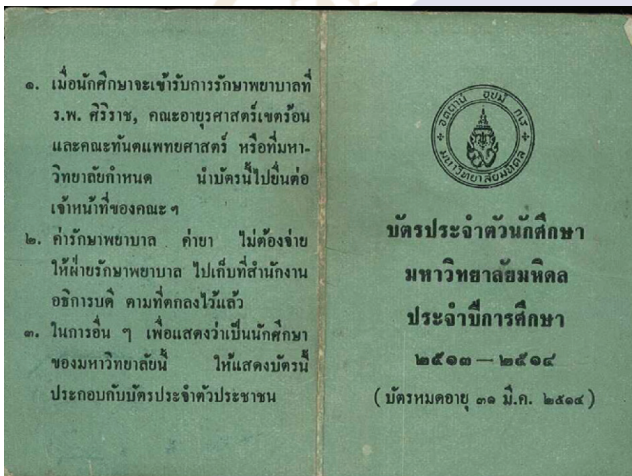 ๑. เมื่อนักศึกษาจะเข้ารับการรักษาพยาบาลที่
ร.พ. ศิริราช, คณะอายุรศาสตร์เขตร้อน
และคณะทันตแพทยศาสตร์ หรือที่มหา-
วิทยาลัยกำหนด นำบัตรนี้ไปยื่นต่อ
เจ้าหน้าที่ของคณะ ๆ
๒. ค่ารักษาพยาบาล ค่ายา ไม่ต้องจ่าย
ให้ฝ่ายรักษาพยาบาล ไปเก็บที่สำนักงาน
อธิการบดี ตามที่ตกลงไว้แล้ว
๓. ในการอื่น ๆ เพื่อแสดงว่าเป็นนักศึกษา
ของมหาวิทยาลัยนี้ ให้แสดงบัตรนี้
ประกอบกับบัตรประจำตัวประชาชน
อตฺตานํ อุปมํ กเร
มหาวิทยาลัยมหิดล
บัตรประจำตัวนักศึกษา
มหาวิทยาลัยมหิดล
ประจำปีการศึกษา
๒๕๑๓ — ๒๕๑๔
( บัตรหมดอายุ ๓๑ มี.ค. ๒๕๑๔ )